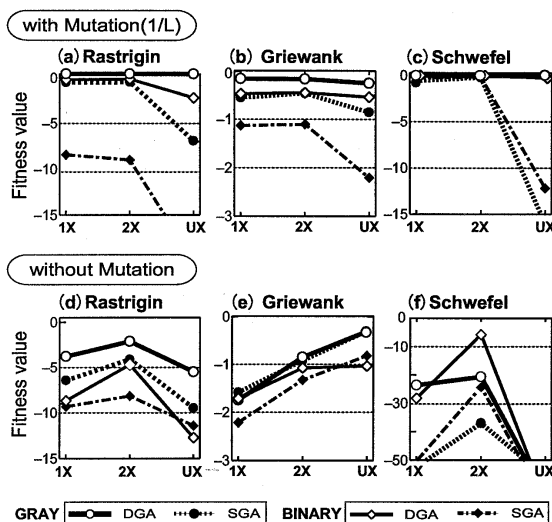 with Mutation(1/L)
(a) Rastrigin
(b) Griewank
(c) Schwefel
Fitness value
0
−5
−10
−15
1X 2X UX
0
−1
−2
−3
1X 2X UX
0
−5
−10
−15
1X 2X UX
without Mutation
(d) Rastrigin
(e) Griewank
(f) Schwefel
Fitness value
0
−5
−10
−15
1X 2X UX
0
−1
−2
−3
1X 2X UX
0
−10
−30
−50
1X 2X UX
GRAY DGA SGA BINARY DGA SGA